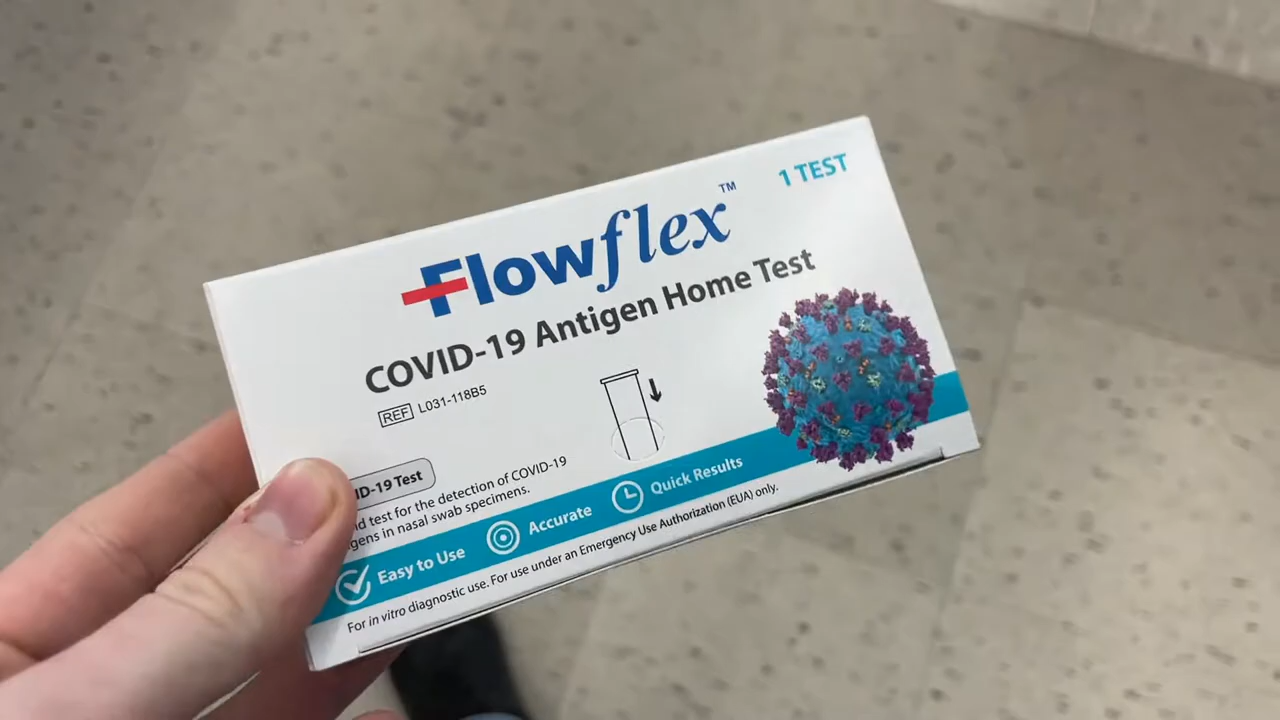 1 TEST
Flowflex™
COVID-19 Antigen Home Test
REF L031-118B5
-19 Test
test for the detection of COVID-19
in nasal swab specimens.
Easy to Use Accurate Quick Results
For in vitro diagnostic use. For use under an Emergency Use Authorization (EUA) only.